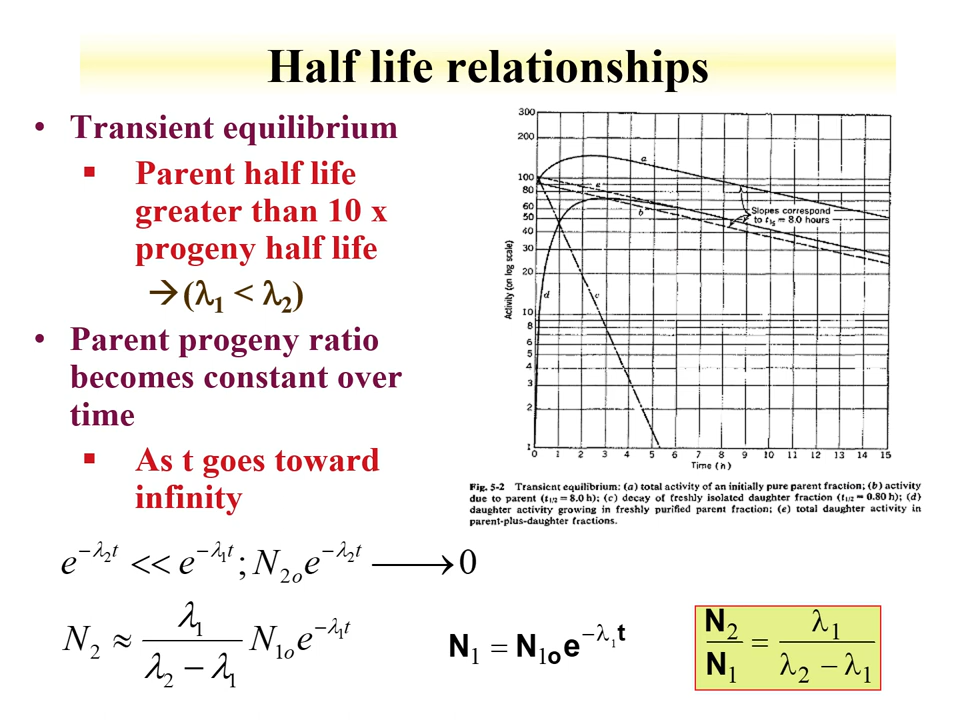 Half life relationships
• Transient equilibrium
▪ Parent half life
greater than 10 x
progeny half life
→(λ₁ < λ₂)
• Parent progeny ratio
becomes constant over
time
▪ As t goes toward
infinity
300
200
100
80
60
50
40
30
20
10
8
6
5
4
3
2
1
Activity (on log scale)
a
e
b
d
c
Slopes correspond
to t½ = 8.0 hours
0 1 2 3 4 5 6 7 8 9 10 11 12 13 14 15
Time (h)
Fig. 5-2 Transient equilibrium: (a) total activity of an initially pure parent fraction; (b) activity
due to parent (t₁/₂ = 8.0 h); (c) decay of freshly isolated daughter fraction (t₁/₂ = 0.80 h); (d)
daughter activity growing in freshly purified parent fraction; (e) total daughter activity in
parent-plus-daughter fractions.
e^{−λ₂t} << e^{−λ₁t}; N₂ₒe^{−λ₂t} ⟶ 0
N₂ ≈ λ₁/(λ₂ − λ₁) N₁ₒe^{−λ₁t}
N₁ = N₁ₒe^{−λ₁t}
N₂/N₁ = λ₁/(λ₂ − λ₁)